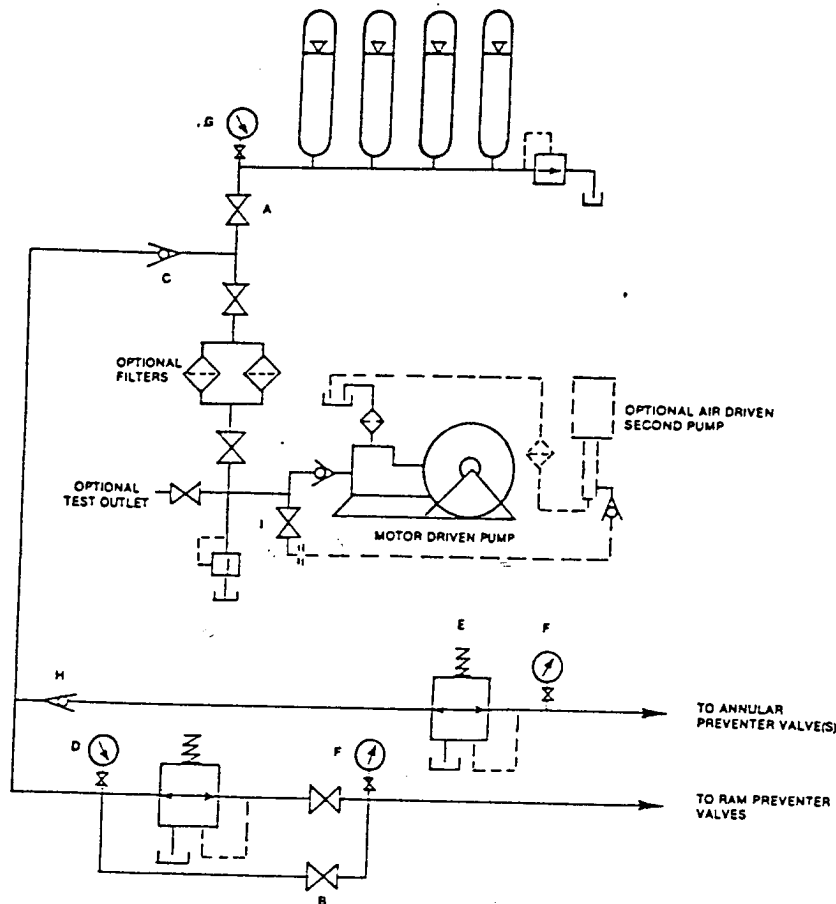 G
A
C
OPTIONAL
FILTERS
OPTIONAL AIR DRIVEN
SECOND PUMP
OPTIONAL
TEST OUTLET
I
MOTOR DRIVEN PUMP
E
F
H
TO ANNULAR
PREVENTER VALVE(S)
D
F
TO RAM PREVENTER
VALVES
B